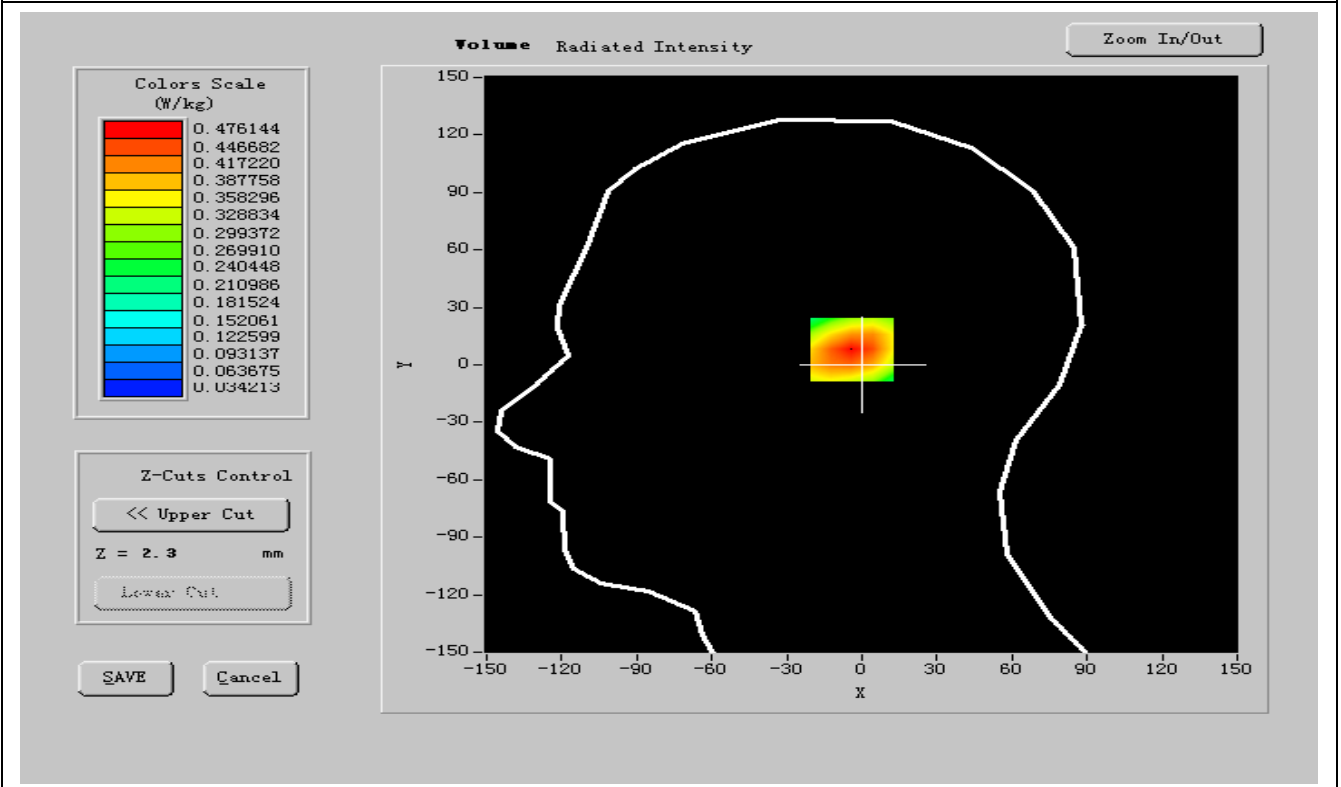 Volume Radiated Intensity
Zoom In/Out
Colors Scale
(W/kg)
0.476144
0.446682
0.417220
0.387758
0.358296
0.328834
0.299372
0.269910
0.240448
0.210986
0.181524
0.152061
0.122599
0.093137
0.063675
0.034213
Z-Cuts Control
<< Upper Cut
Z = 2.3 mm
Lower Cut
SAVE
Cancel
150
120
90
60
30
0
-30
-60
-90
-120
-150
Y
-150 -120 -90 -60 -30 0 30 60 90 120 150
X